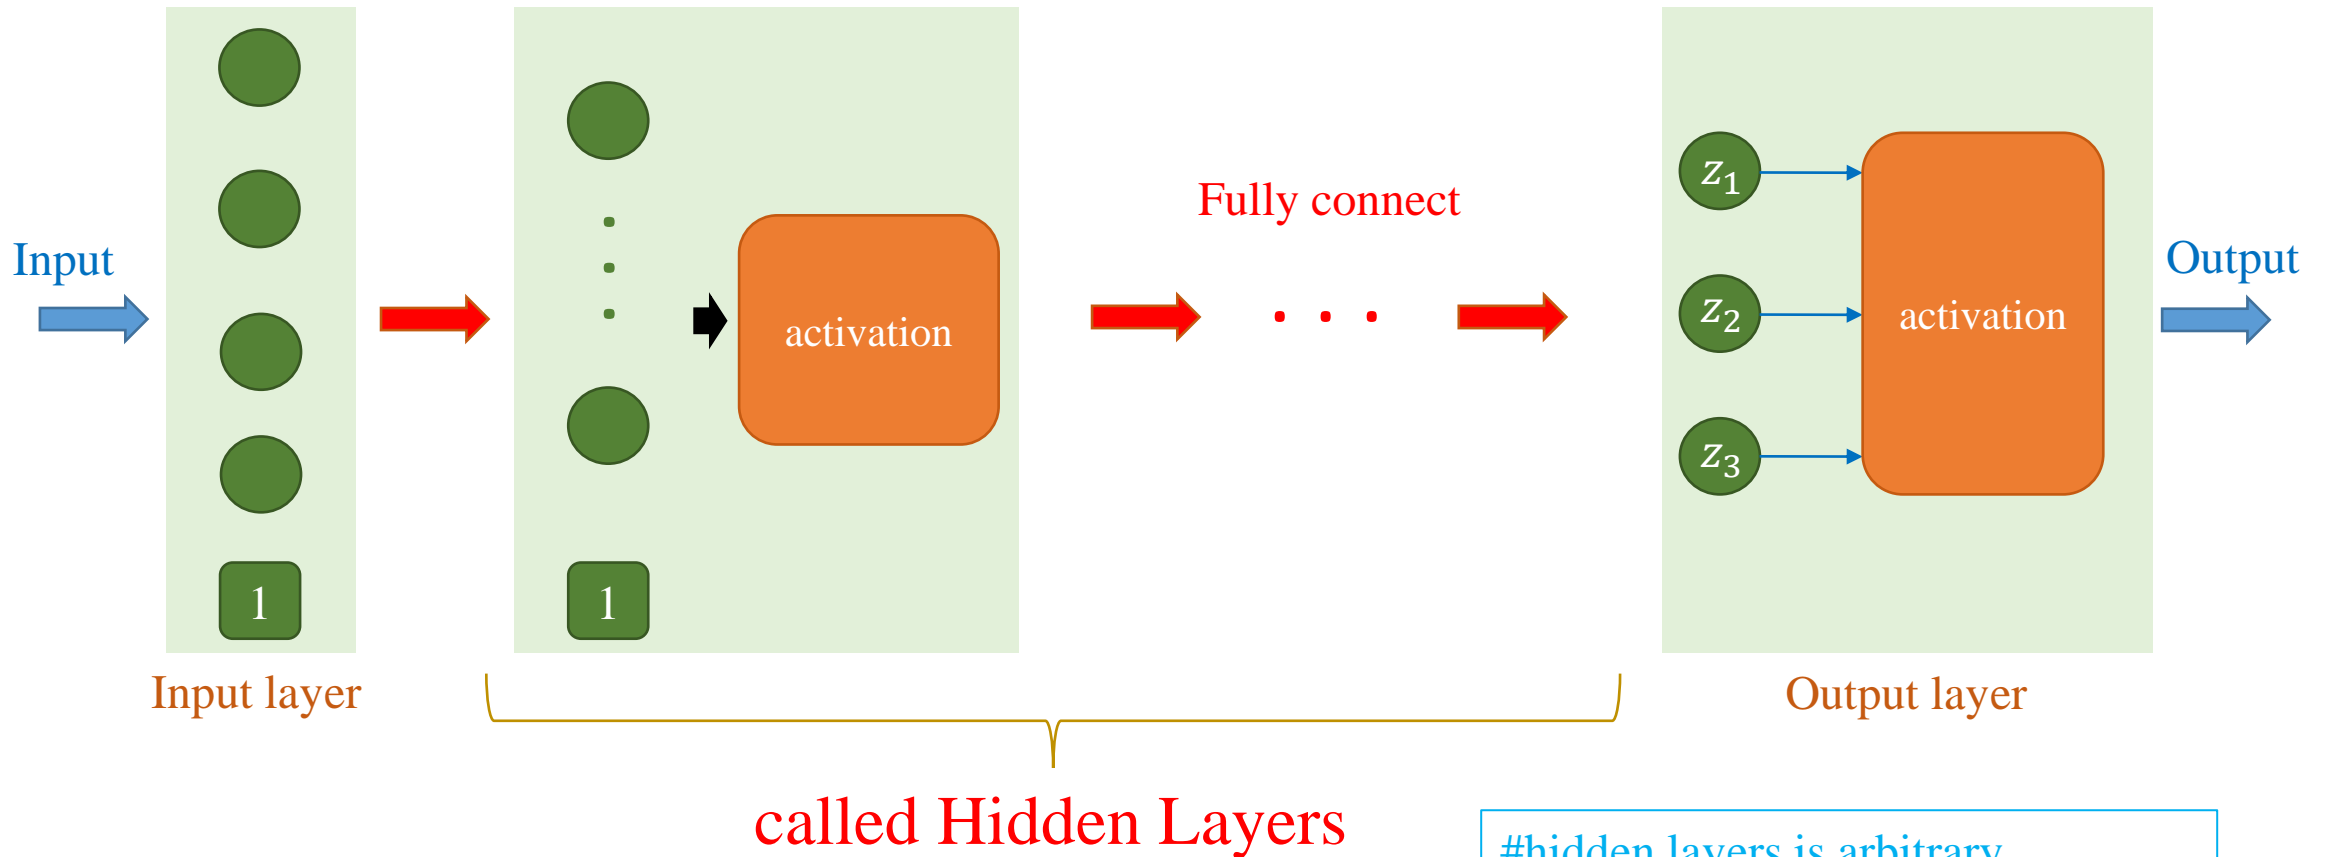 Input
1
Input layer
1
activation
Fully connect
. . .
z₁
z₂
z₃
activation
Output
Output layer
called Hidden Layers
#hidden layers is arbitrary